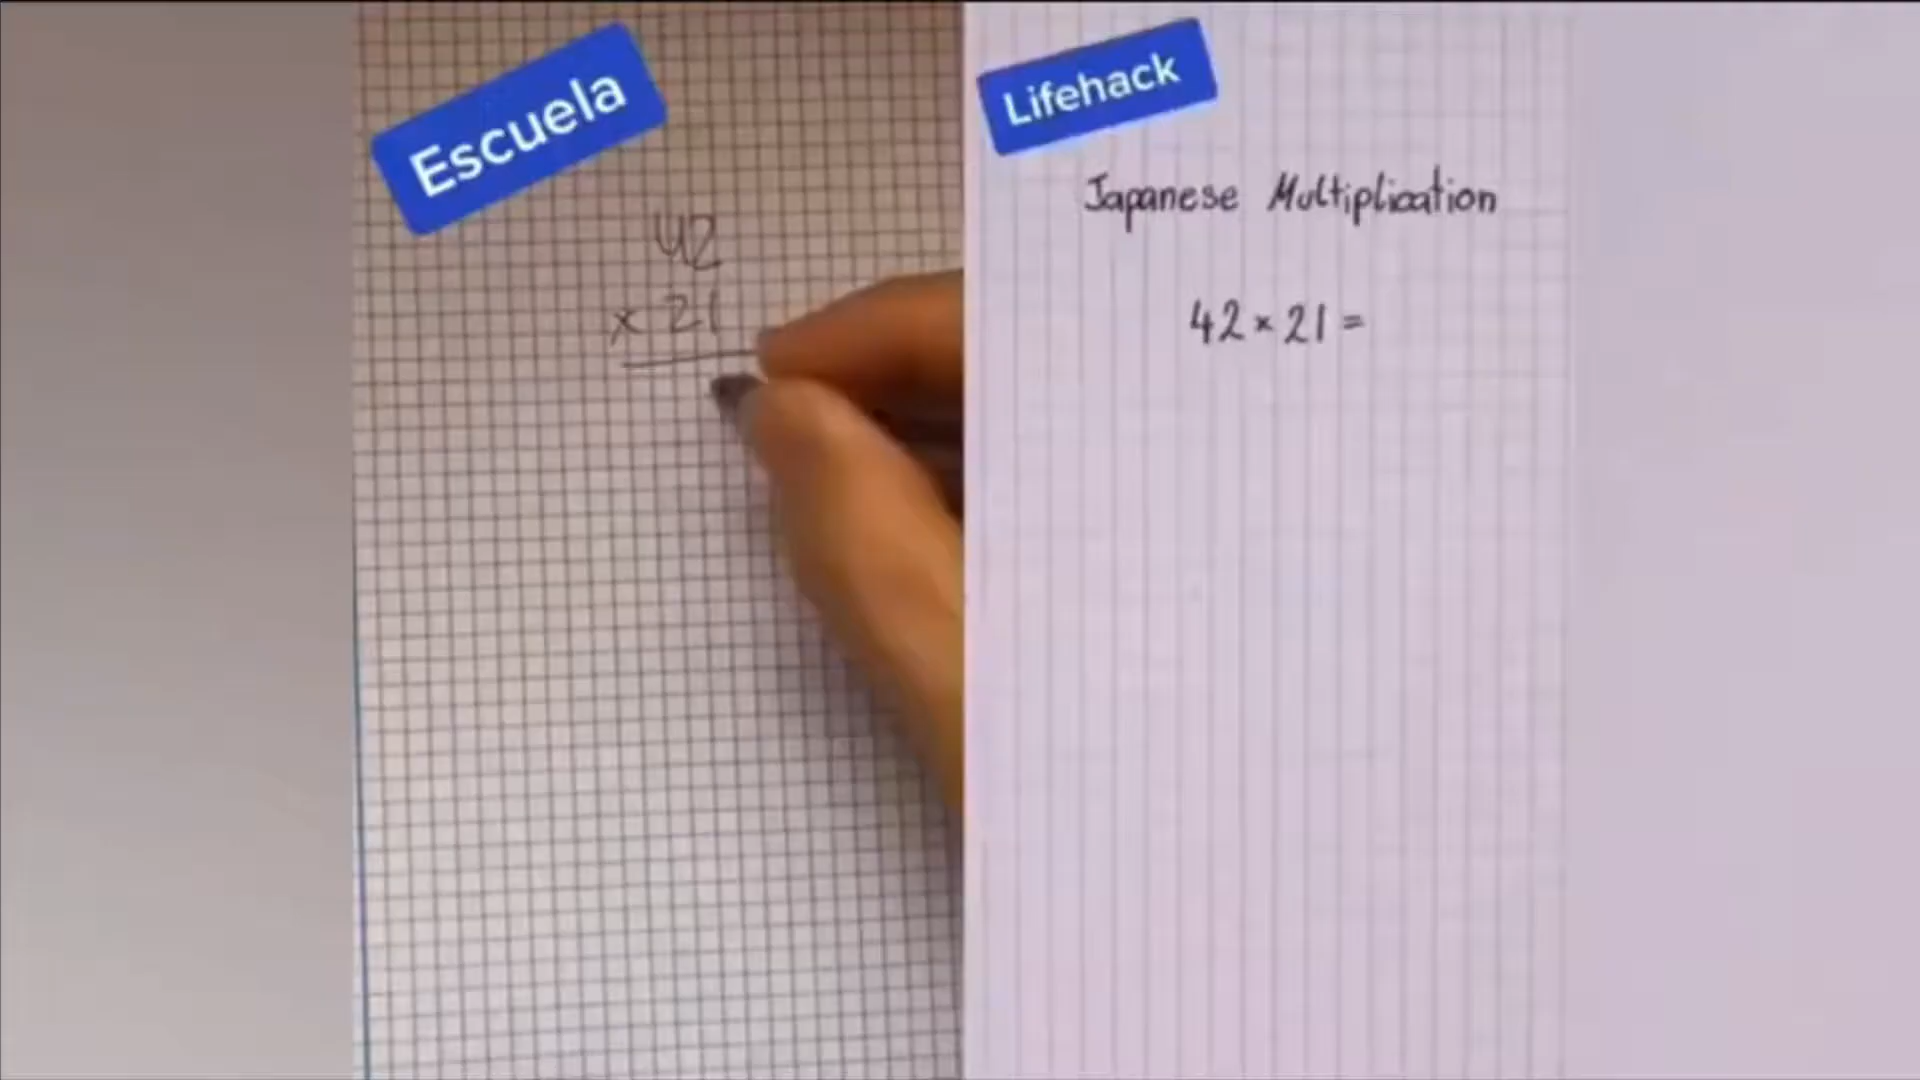 Escuela
42
x 21
Lifehack
Japanese Multiplication
42 × 21 =